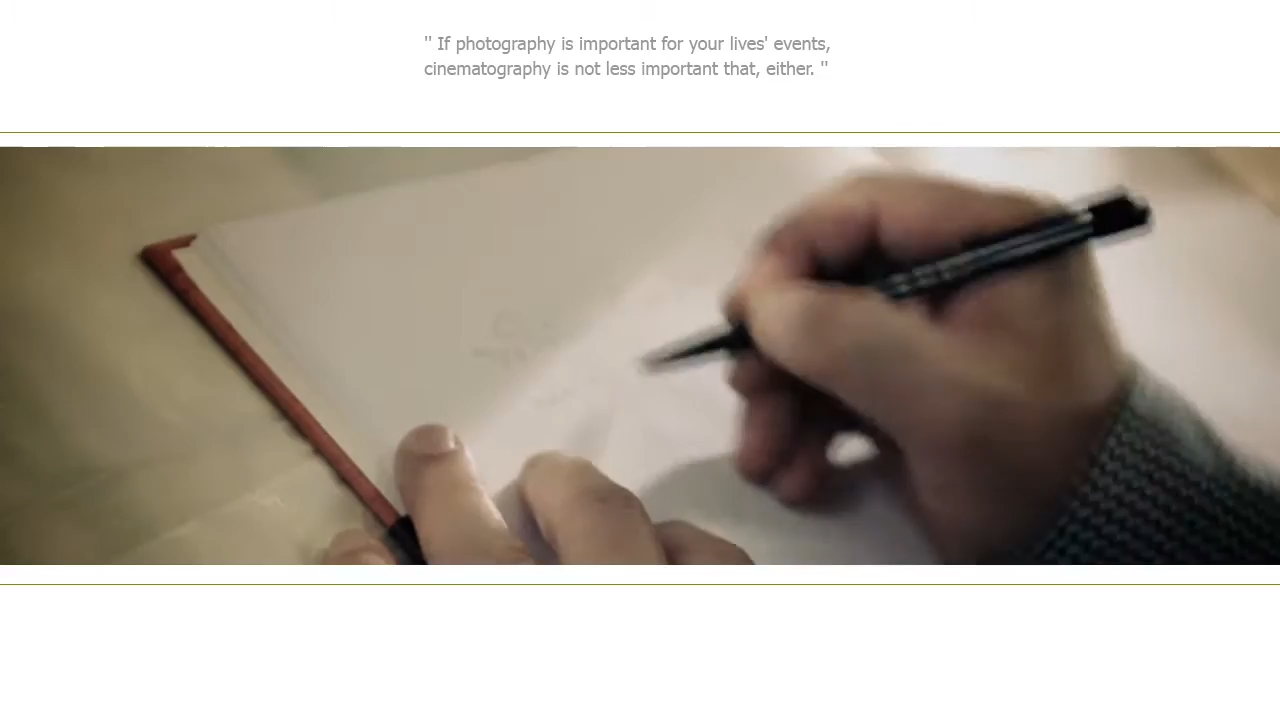 " If photography is important for your lives' events,
cinematography is not less important that, either. "